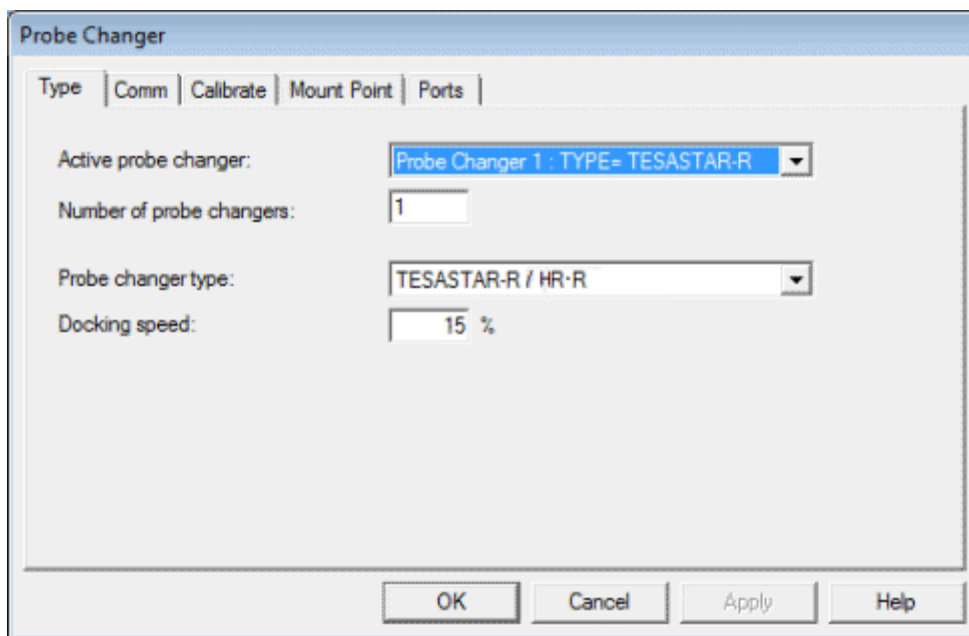 Probe Changer
Type Comm Calibrate Mount Point Ports
Active probe changer: Probe Changer 1 : TYPE= TESASTAR-R
Number of probe changers: 1
Probe changer type: TESASTAR-R / HR-R
Docking speed: 15 %
OK Cancel Apply Help